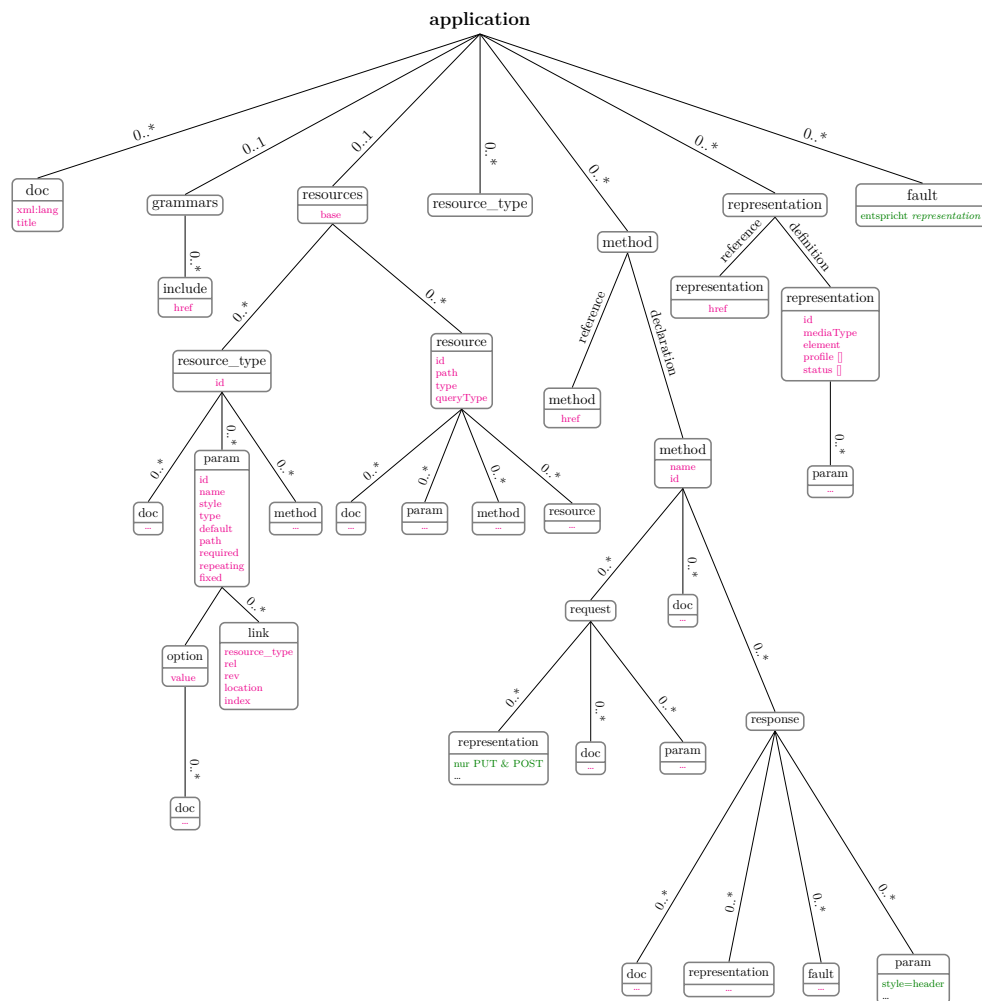 application
0..*
0..1
0..1
0..*
0..*
0..*
0..*
doc
xml:lang
title
grammars
resources
base
resource_type
method
representation
fault
entspricht representation
0..*
include
href
0..*
0..*
reference
declaration
reference
definition
representation
href
representation
id
mediaType
element
profile []
status []
resource_type
id
resource
id
path
type
queryType
method
href
method
name
id
0..*
param
...
0..*
0..*
0..*
doc
...
param
id
name
style
type
default
path
required
repeating
fixed
method
...
0..*
0..*
0..*
0..*
doc
...
param
...
method
...
resource
...
0..*
0..*
0..*
request
doc
...
response
0..*
option
value
link
resource_type
rel
rev
location
index
0..*
doc
...
0..*
0..*
0..*
representation
nur PUT & POST
...
doc
...
param
...
0..*
0..*
0..*
0..*
doc
...
representation
...
fault
...
param
style=header
...